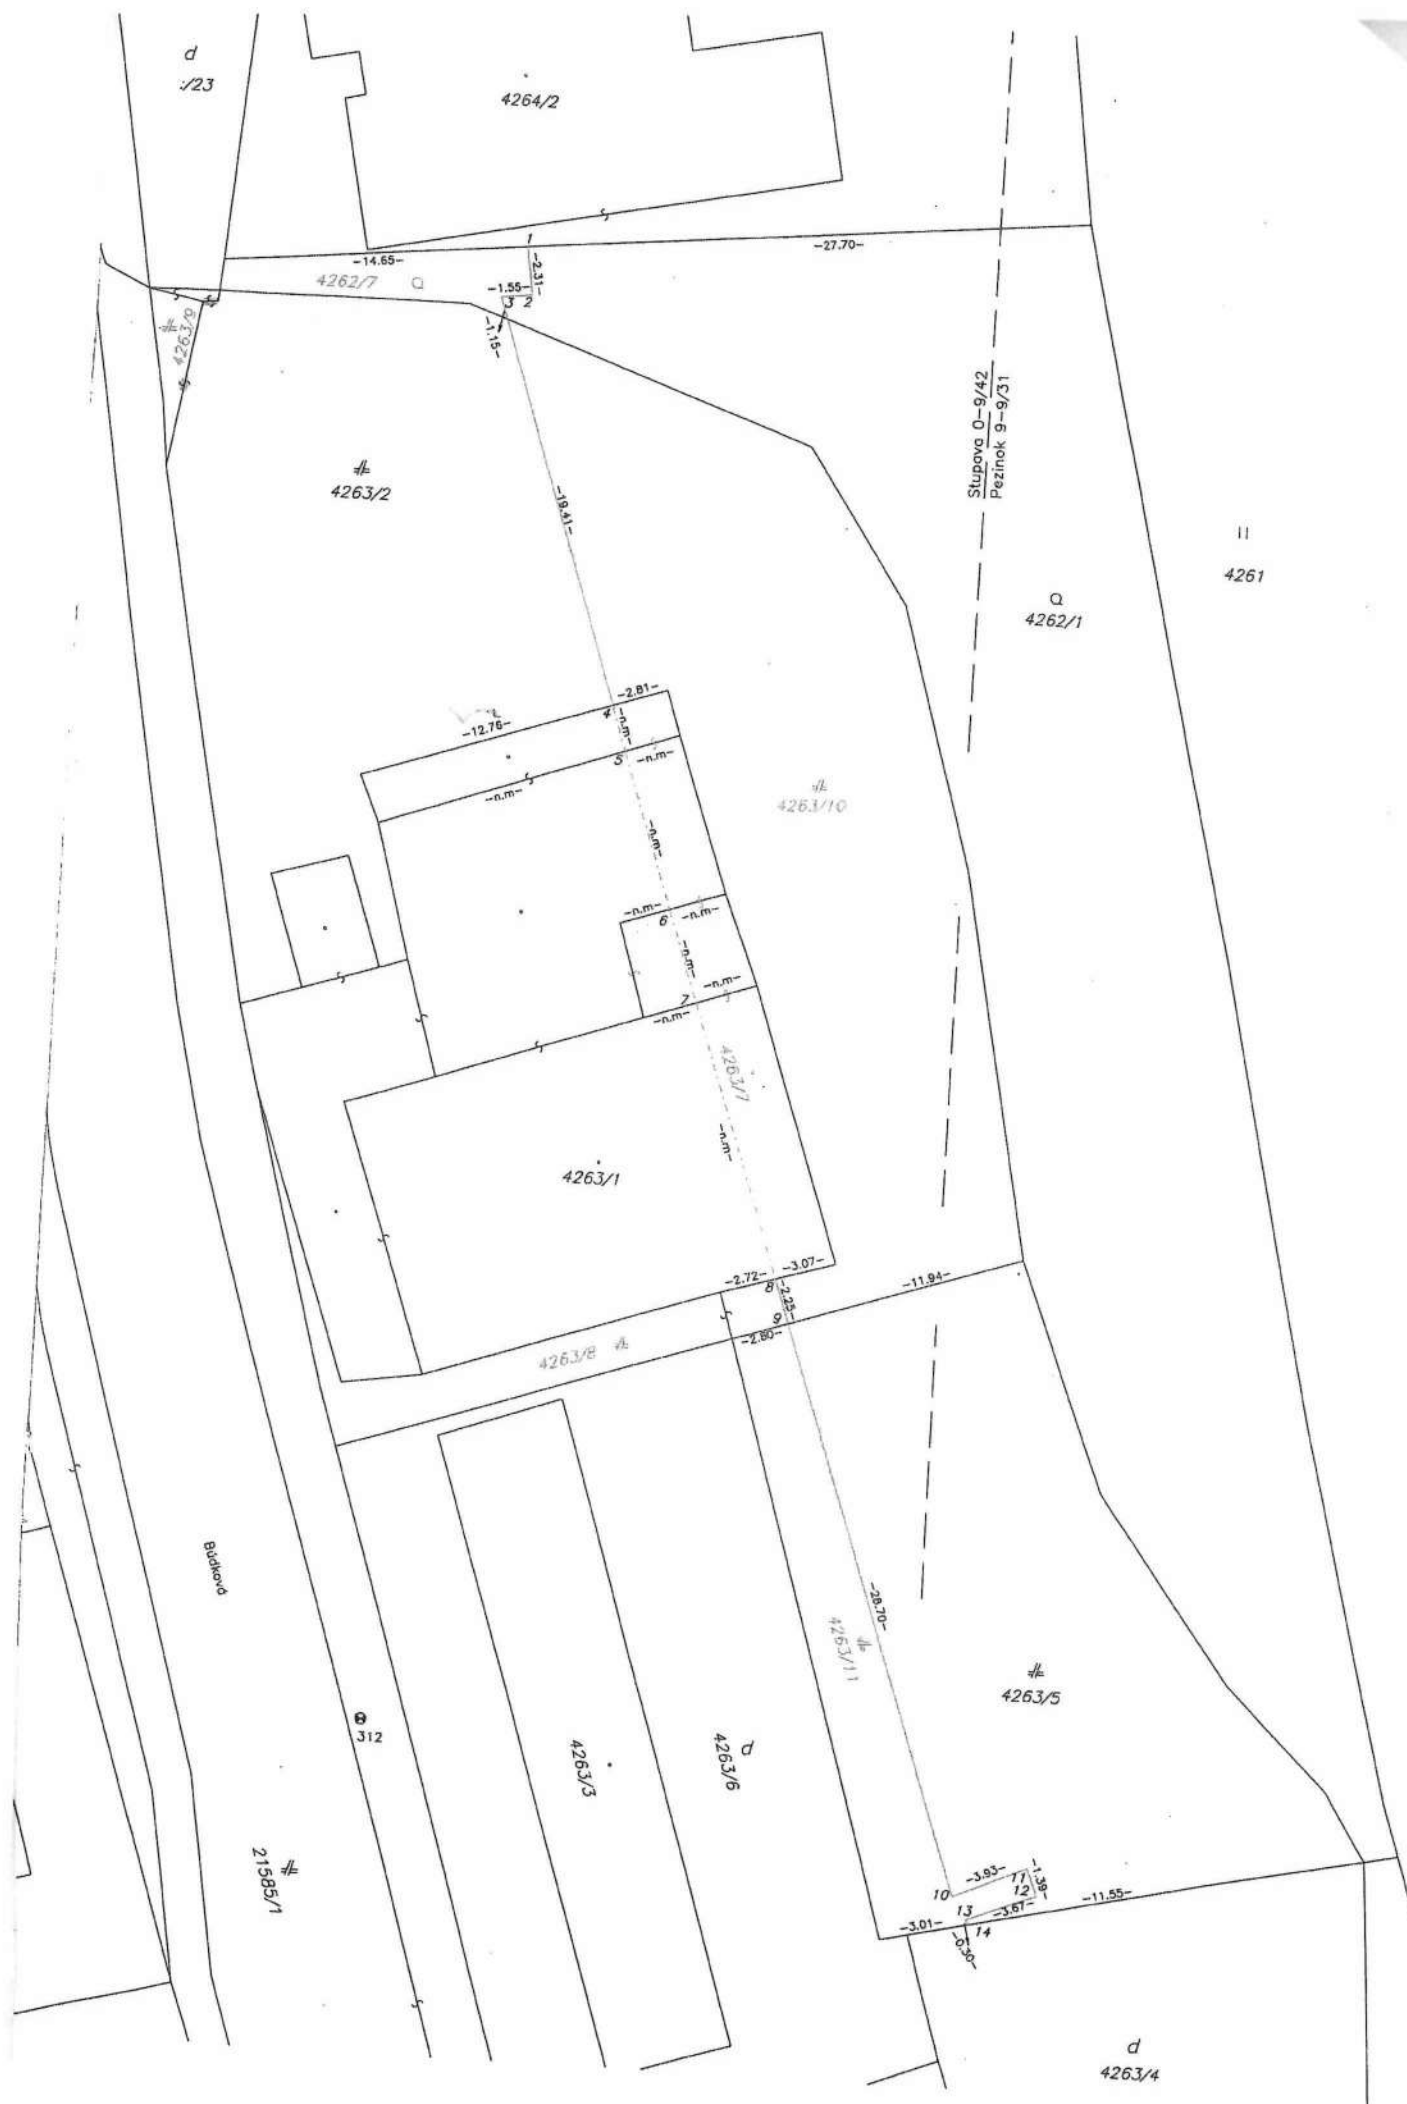 d
:/23
4264/2
1
-14.65-
-27.70-
-2.31-
4262/7
Q
-1.55-
3 2
-1.15-
4263/9
Stupava 0-9/42
Pezinok 9-9/31
4263/2
-19.41-
II
4261
Q
4262/1
-2.81-
4
-12.76-
-n.m-
5
-n.m-
-n.m-
4263/10
-n.m-
-n.m-
6
-n.m-
-n.m-
-n.m-
7
-n.m-
4263/7
-n.m-
4263/1
-2.72-
-3.07-
8
-2.25-
-11.94-
9
-2.80-
4263/8
Búdková
-28.70-
4263/11
4263/5
312
4263/3
d
4263/6
21585/1
-3.93-
11
-1.39-
10
12
-11.55-
13
-3.67-
-3.01-
14
-0.30-
d
4263/4